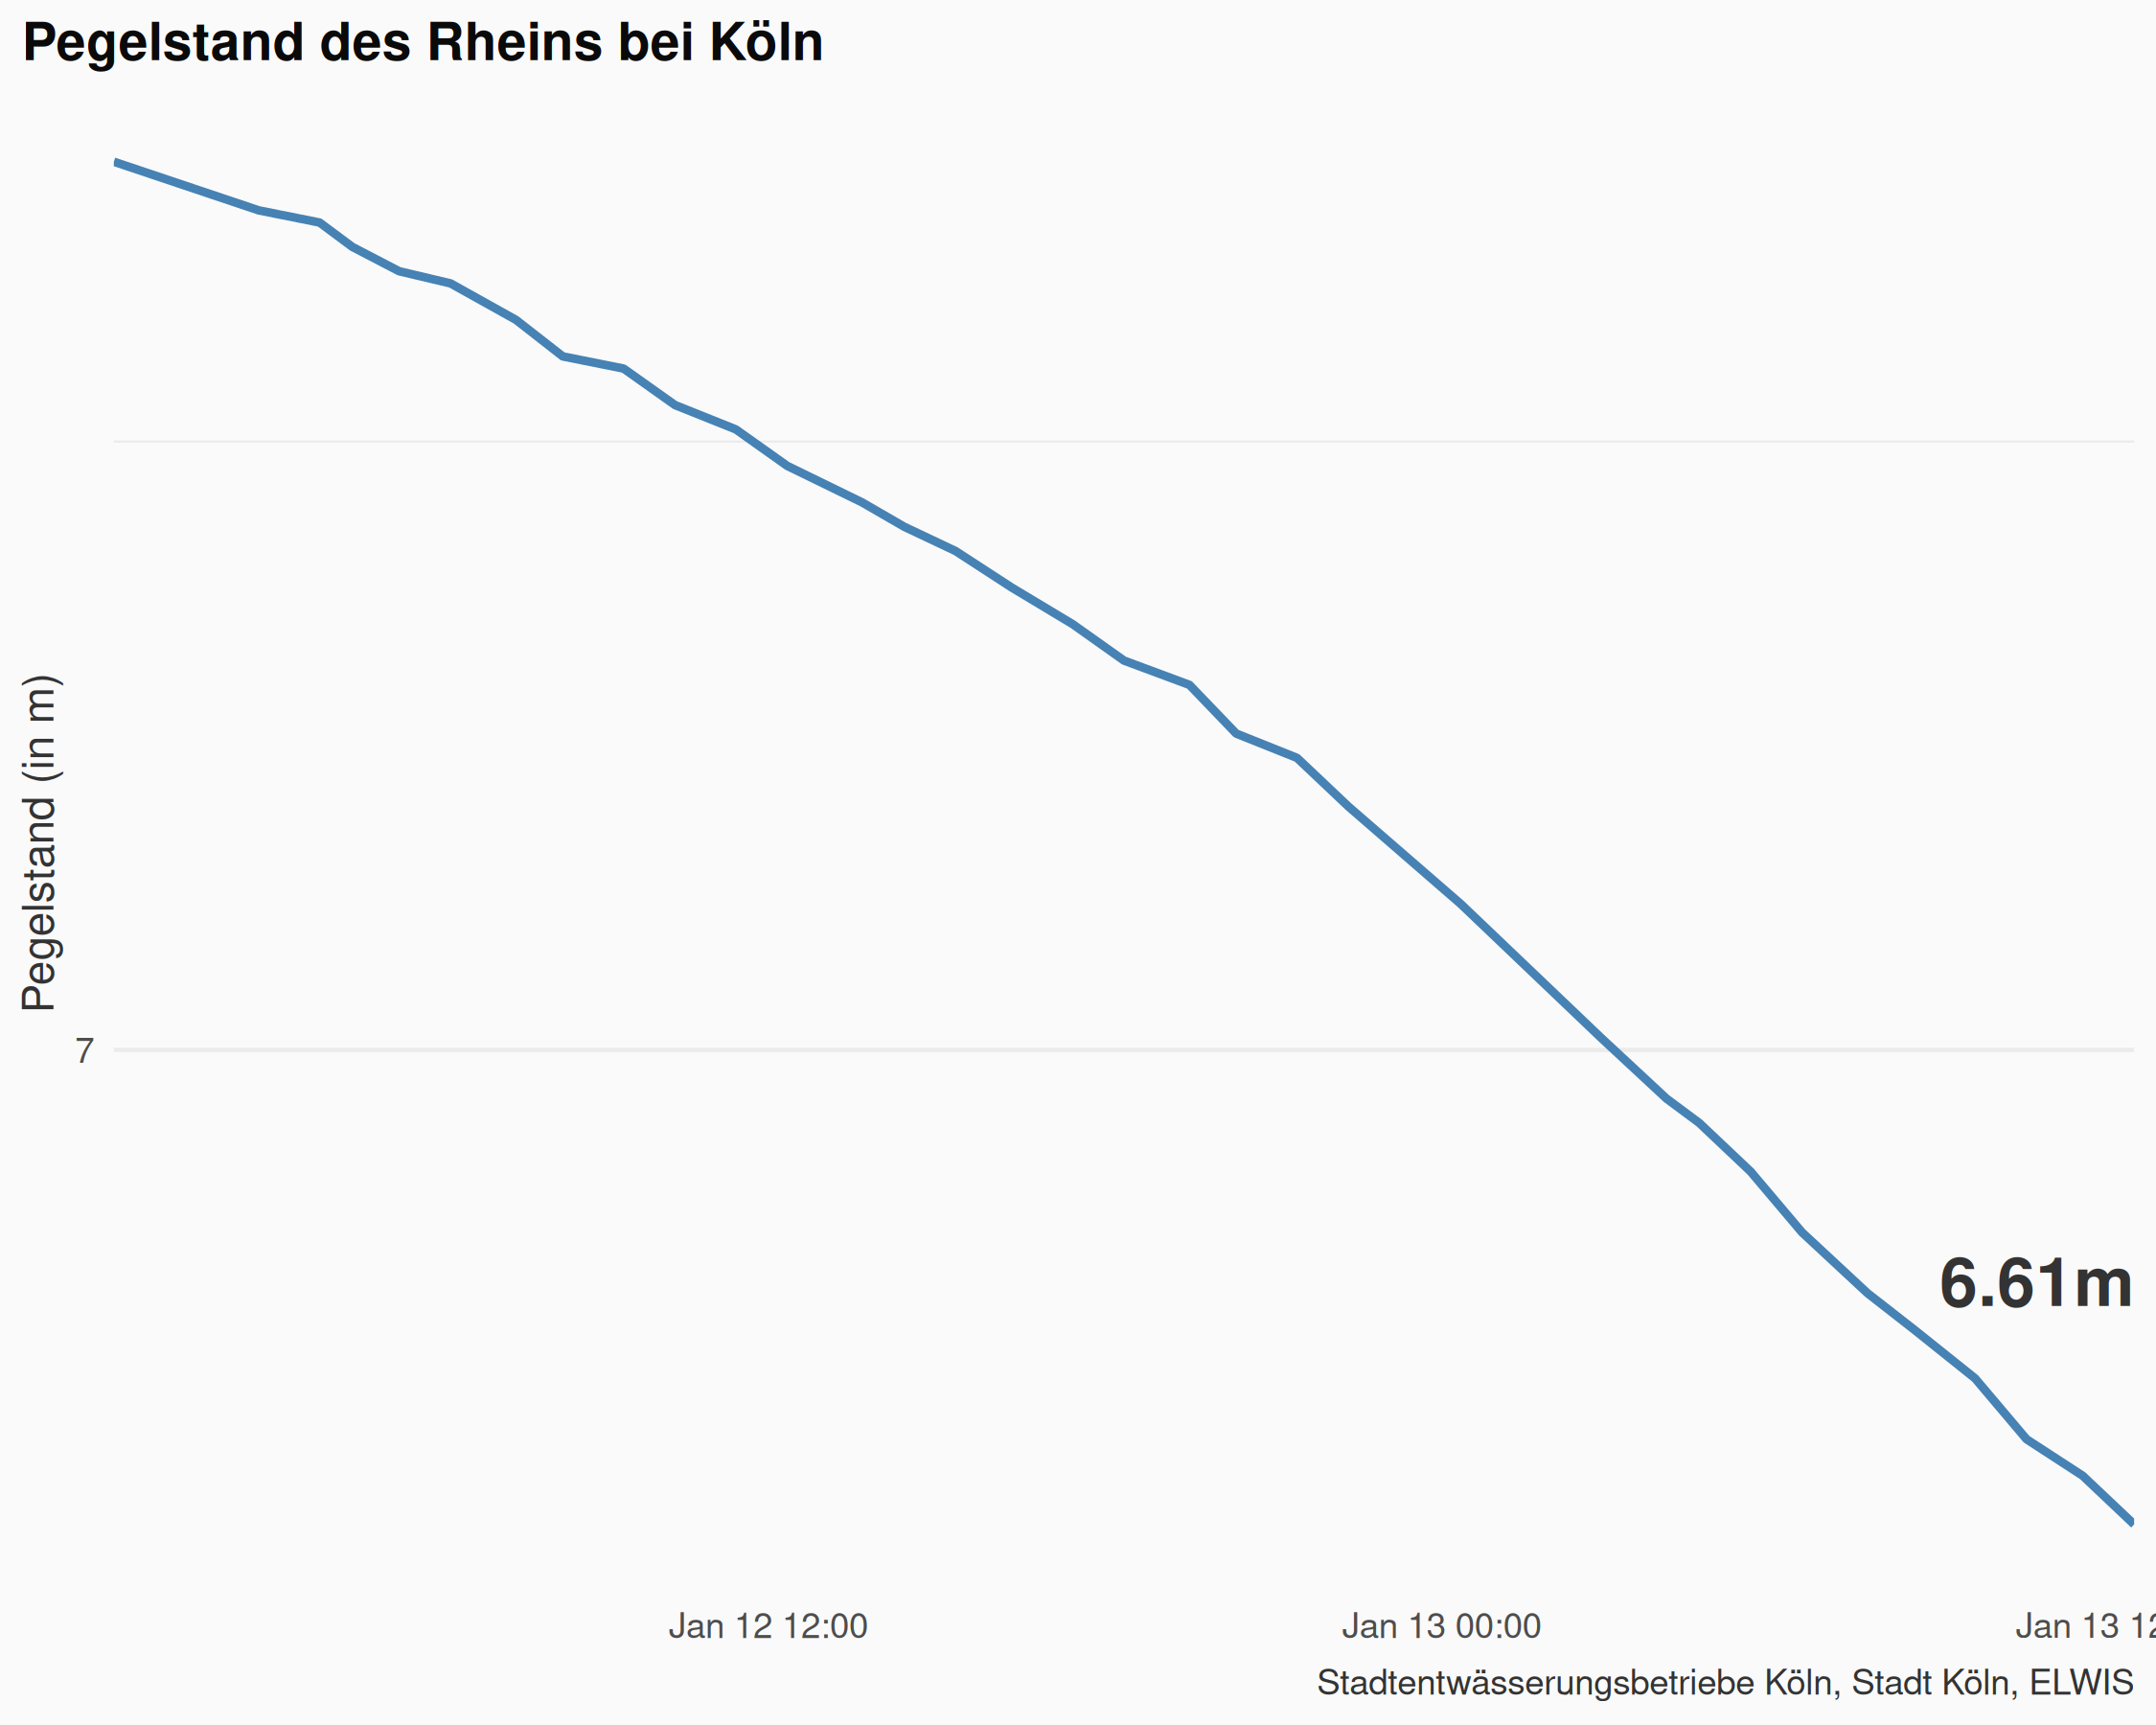 Pegelstand des Rheins bei Köln
Pegelstand (in m)
7
6.61m
Jan 12 12:00
Jan 13 00:00
Jan 13 12
Stadtentwässerungsbetriebe Köln, Stadt Köln, ELWIS